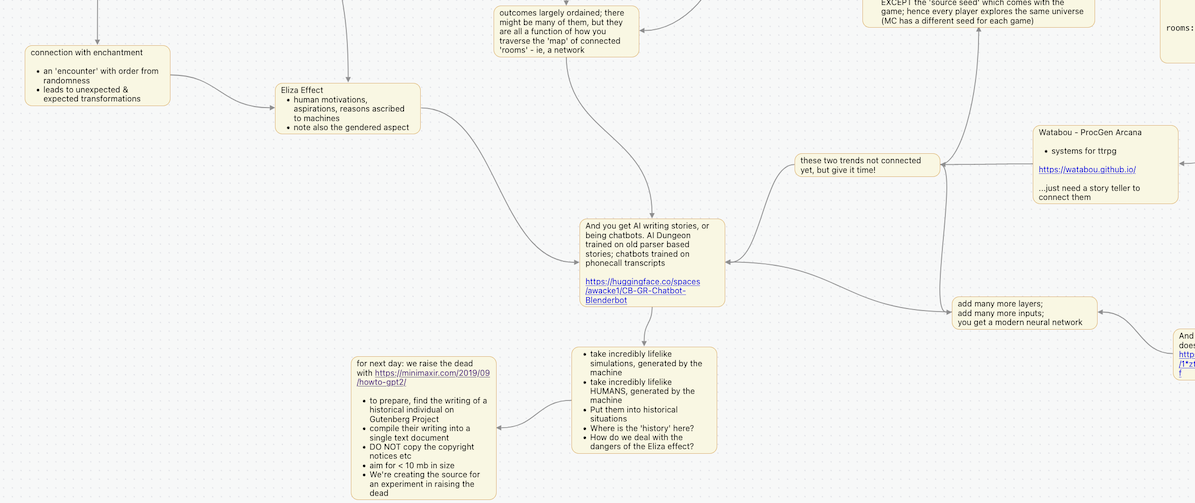 outcomes largely ordained; there
might be many of them, but they
are all a function of how you
traverse the 'map' of connected
'rooms' - ie, a network
EXCEPT the 'source seed' which comes with the
game; hence every player explores the same universe
(MC has a different seed for each game)
rooms:
connection with enchantment
• an 'encounter' with order from
randomness
• leads to unexpected &
expected transformations
Eliza Effect
• human motivations,
aspirations, reasons ascribed
to machines
• note also the gendered aspect
these two trends not connected
yet, but give it time!
Watabou - ProcGen Arcana
• systems for ttrpg
https://watabou.github.io/
...just need a story teller to
connect them
And you get AI writing stories, or
being chatbots. AI Dungeon
trained on old parser based
stories; chatbots trained on
phonecall transcripts
https://huggingface.co/spaces
/awacke1/CB-GR-Chatbot-
Blenderbot
add many more layers;
add many more inputs;
you get a modern neural network
And
does
http
/1*zt
f
• take incredibly lifelike
simulations, generated by the
machine
• take incredibly lifelike
HUMANS, generated by the
machine
• Put them into historical
situations
• Where is the 'history' here?
• How do we deal with the
dangers of the Eliza effect?
for next day: we raise the dead
with https://minimaxir.com/2019/09
/howto-gpt2/
• to prepare, find the writing of a
historical individual on
Gutenberg Project
• compile their writing into a
single text document
• DO NOT copy the copyright
notices etc
• aim for < 10 mb in size
• We're creating the source for
an experiment in raising the
dead